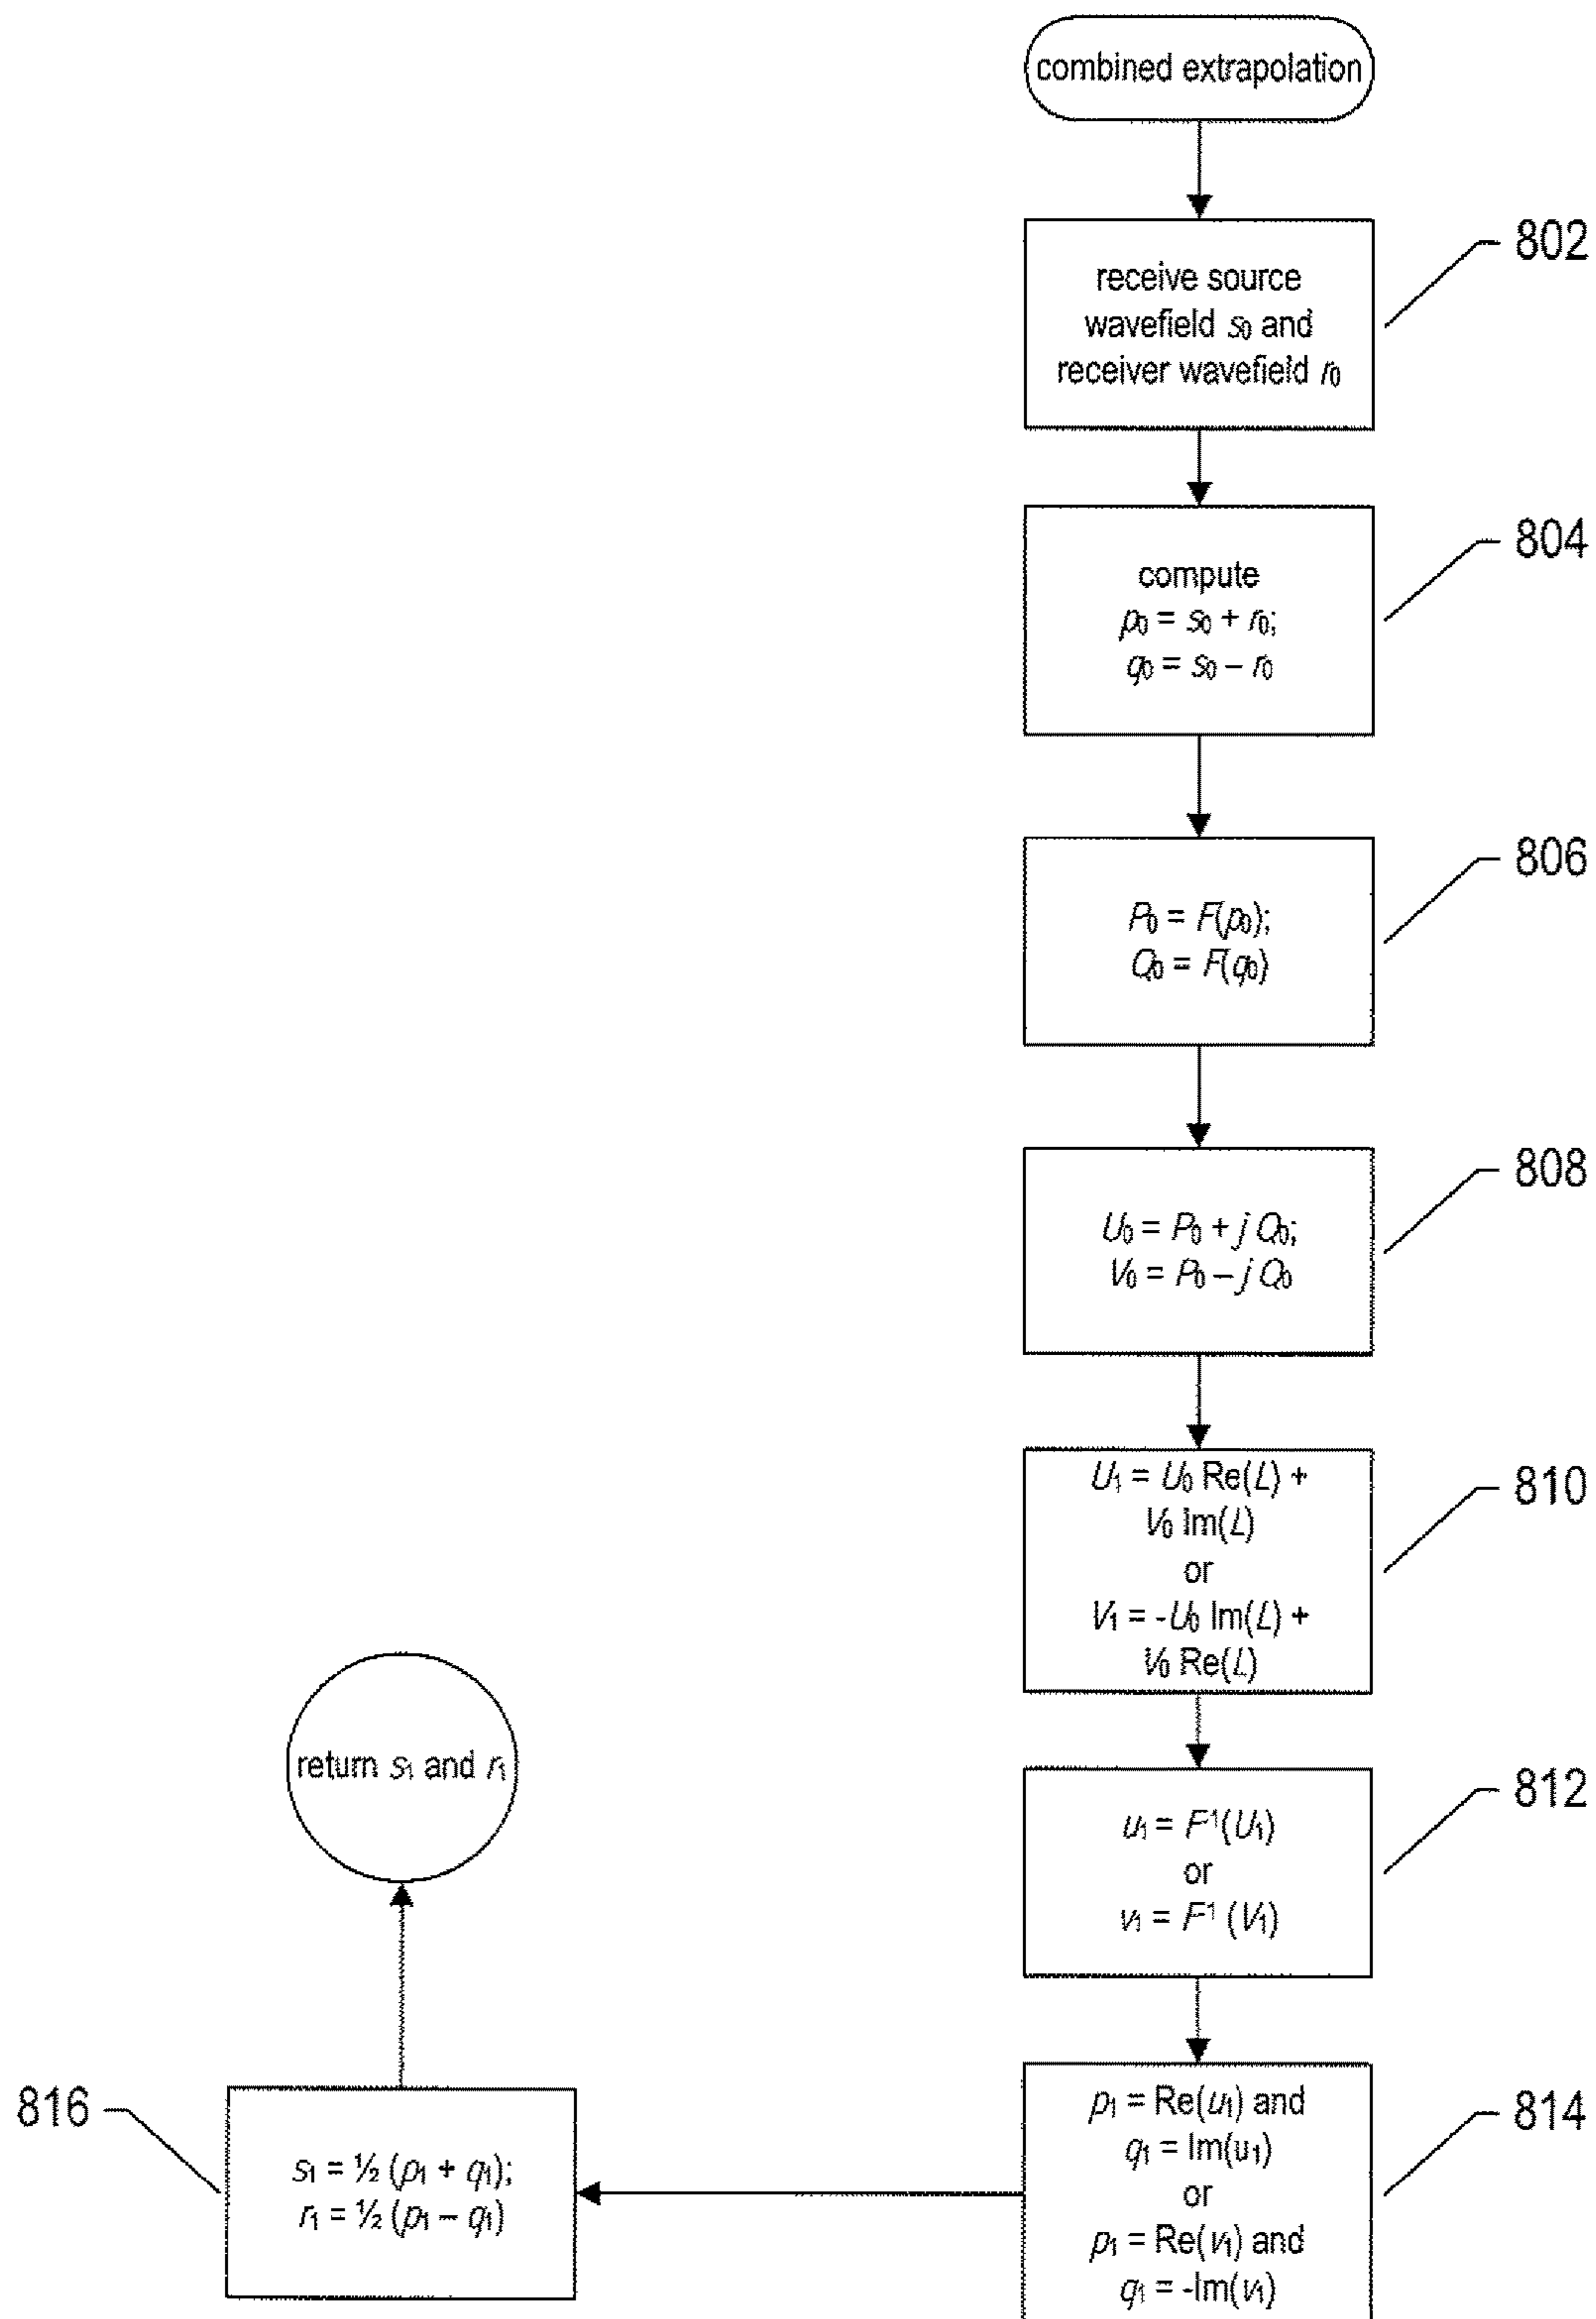 combined extrapolation
802
receive source
wavefield s₀ and
receiver wavefield r₀
804
compute
p₀ = s₀ + r₀;
q₀ = s₀ – r₀
806
P₀ = F(p₀);
Q₀ = F(q₀)
808
U₀ = P₀ + j Q₀;
V₀ = P₀ – j Q₀
810
U₁ = U₀ Re(L) +
V₀ Im(L)
or
V₁ = -U₀ Im(L) +
V₀ Re(L)
812
u₁ = F¹(U₁)
or
v₁ = F¹ (V₁)
814
p₁ = Re(u₁) and
q₁ = Im(u₁)
or
p₁ = Re(v₁) and
q₁ = -Im(v₁)
816
s₁ = ½ (p₁ + q₁);
r₁ = ½ (p₁ – q₁)
return s₁ and r₁